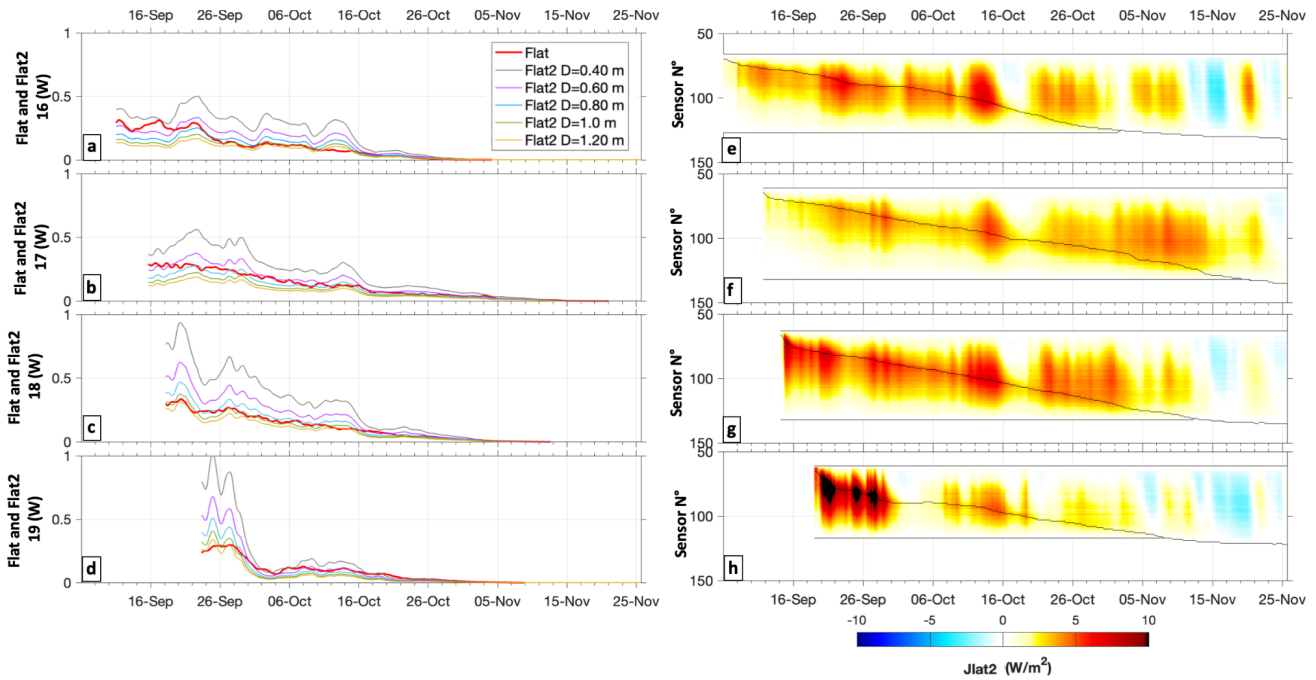 16-Sep 26-Sep 06-Oct 16-Oct 26-Oct 05-Nov 15-Nov 25-Nov
Flat and Flat2
16 (W)
1
0.5
0
a
Flat
Flat2 D=0.40 m
Flat2 D=0.60 m
Flat2 D=0.80 m
Flat2 D=1.0 m
Flat2 D=1.20 m
Flat and Flat2
17 (W)
1
0.5
0
b
Flat and Flat2
18 (W)
1
0.5
0
c
Flat and Flat2
19 (W)
1
0.5
0
d
16-Sep 26-Sep 06-Oct 16-Oct 26-Oct 05-Nov 15-Nov 25-Nov
16-Sep 26-Sep 06-Oct 16-Oct 26-Oct 05-Nov 15-Nov 25-Nov
Sensor N°
50
100
150
e
Sensor N°
50
100
150
f
Sensor N°
50
100
150
g
Sensor N°
50
100
150
h
16-Sep 26-Sep 06-Oct 16-Oct 26-Oct 05-Nov 15-Nov 25-Nov
-10 -5 0 5 10
Jlat2 (W/m²)